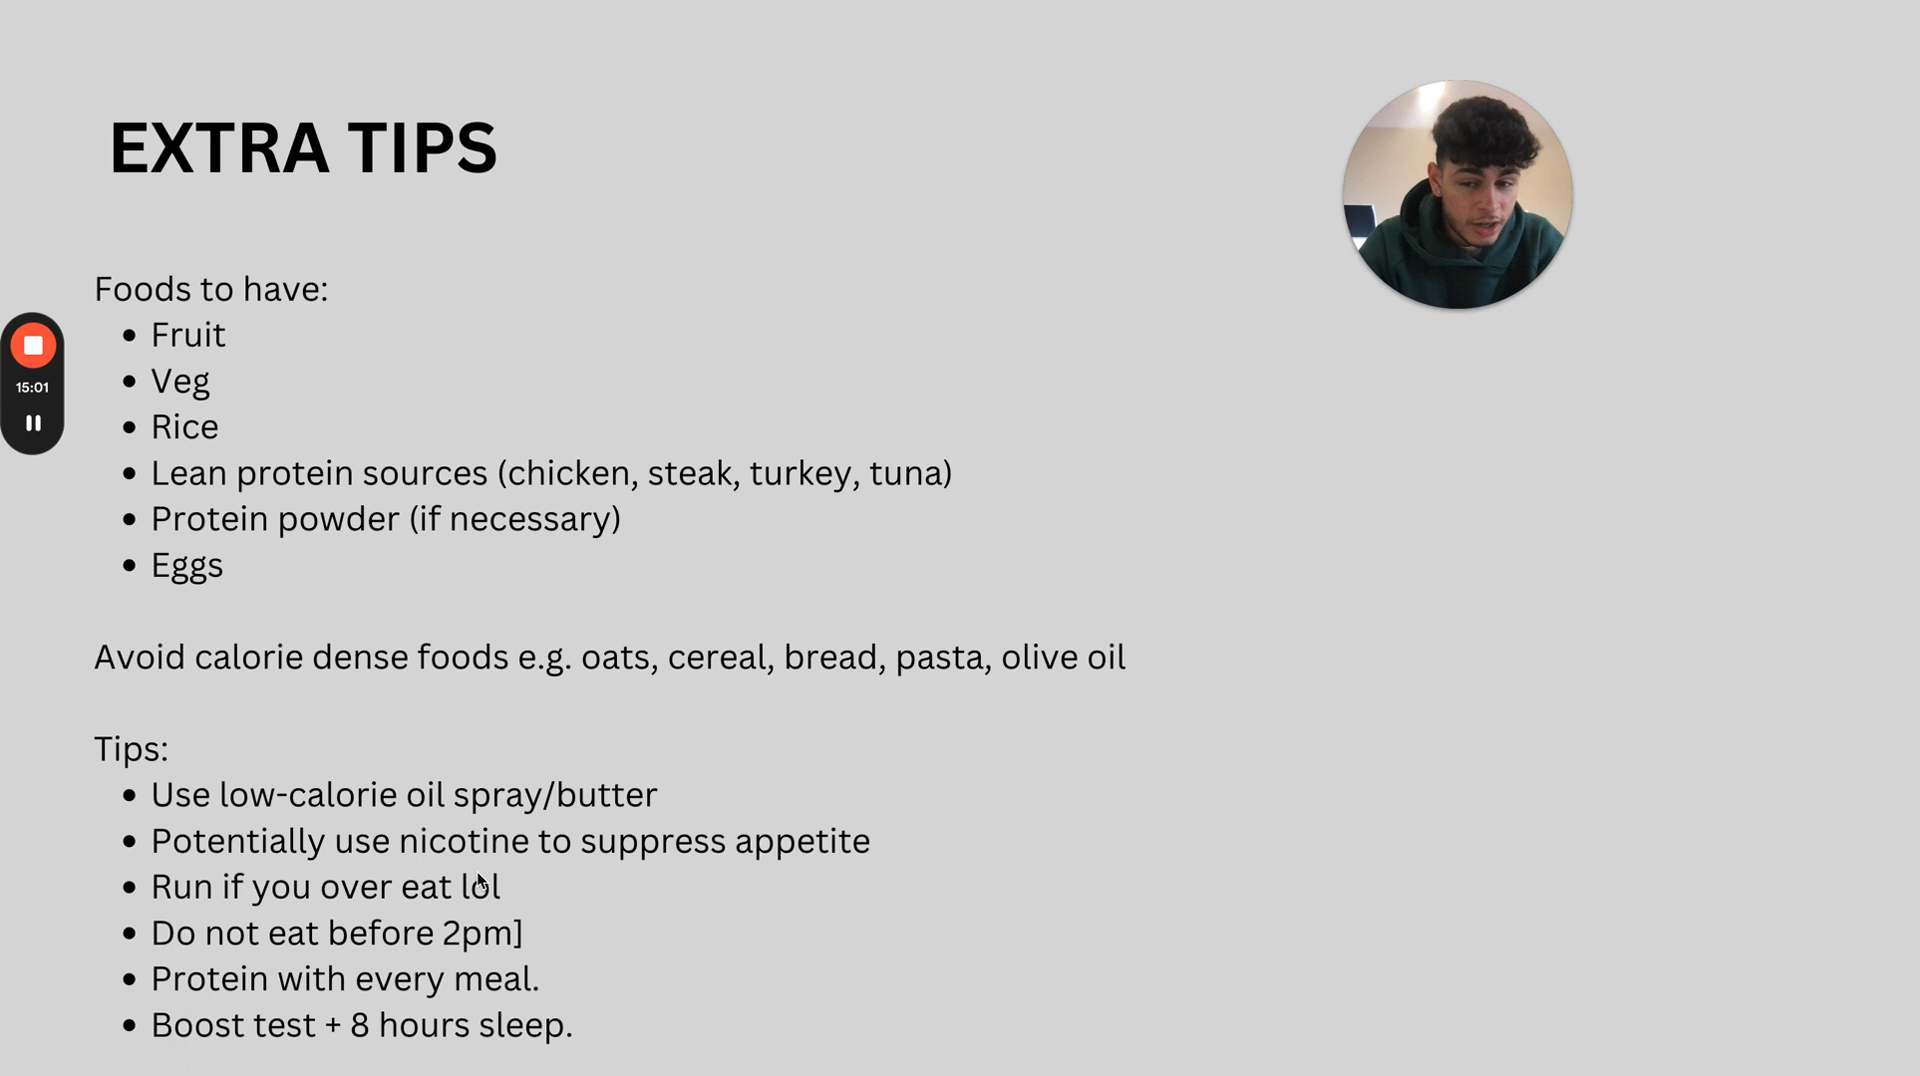 EXTRA TIPS
Foods to have:
• Fruit
• Veg
• Rice
• Lean protein sources (chicken, steak, turkey, tuna)
• Protein powder (if necessary)
• Eggs
15:01
Avoid calorie dense foods e.g. oats, cereal, bread, pasta, olive oil
Tips:
• Use low-calorie oil spray/butter
• Potentially use nicotine to suppress appetite
• Run if you over eat lol
• Do not eat before 2pm]
• Protein with every meal.
• Boost test + 8 hours sleep.